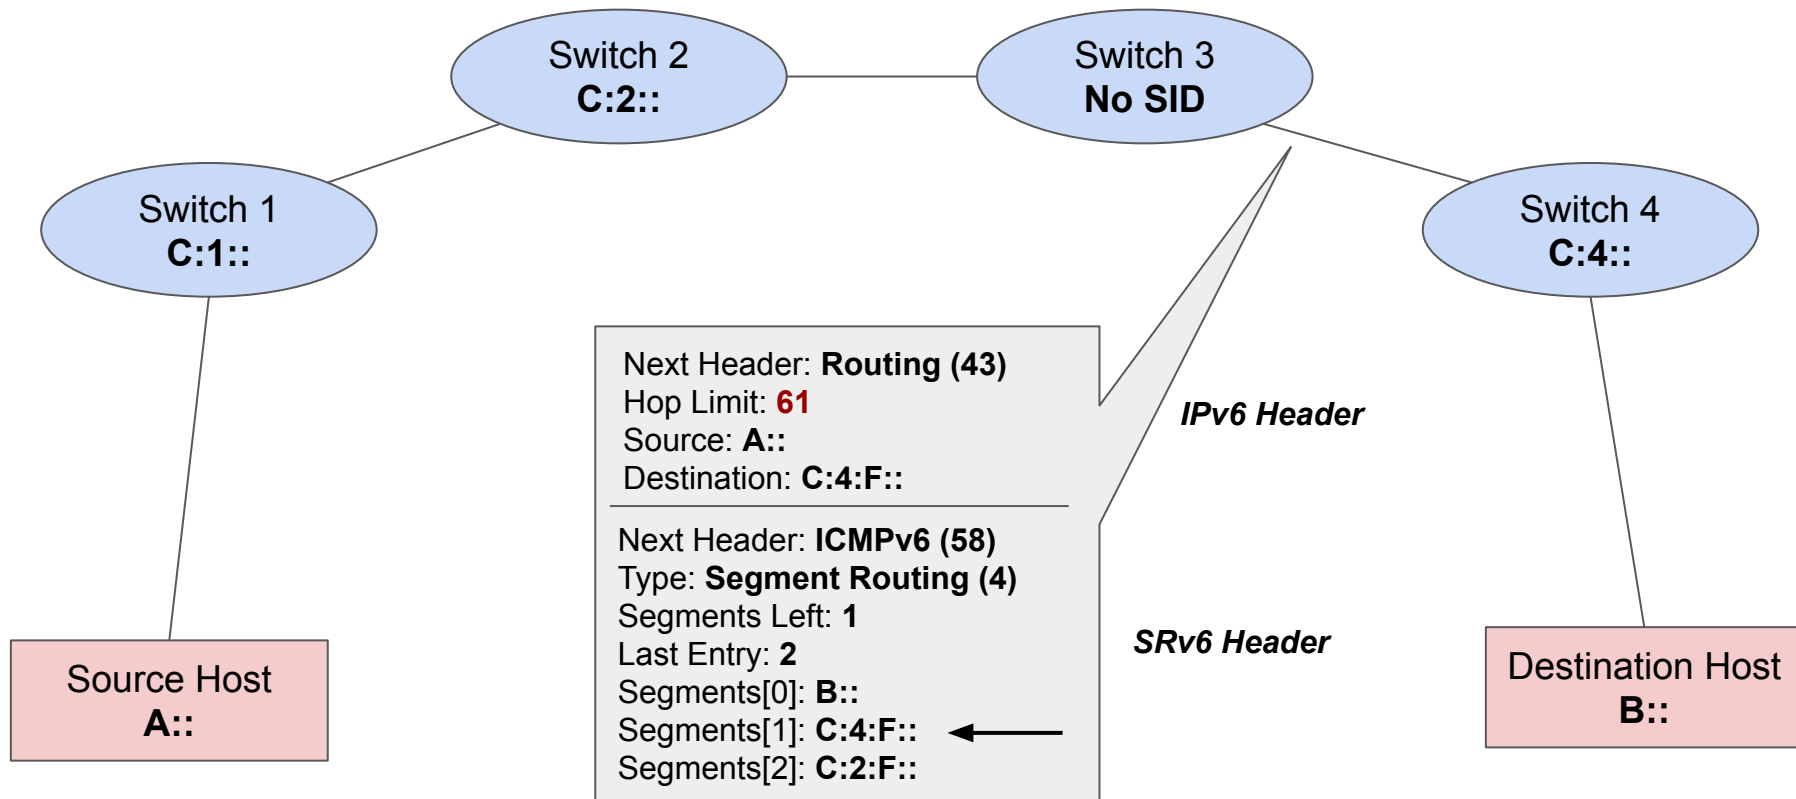 Switch 2
C:2::
Switch 3
No SID
Switch 1
C:1::
Switch 4
C:4::
Next Header: Routing (43)
Hop Limit: 61
Source: A::
Destination: C:4:F::
IPv6 Header
Next Header: ICMPv6 (58)
Type: Segment Routing (4)
Segments Left: 1
Last Entry: 2
Segments[0]: B::
Segments[1]: C:4:F::
Segments[2]: C:2:F::
SRv6 Header
Source Host
A::
Destination Host
B::